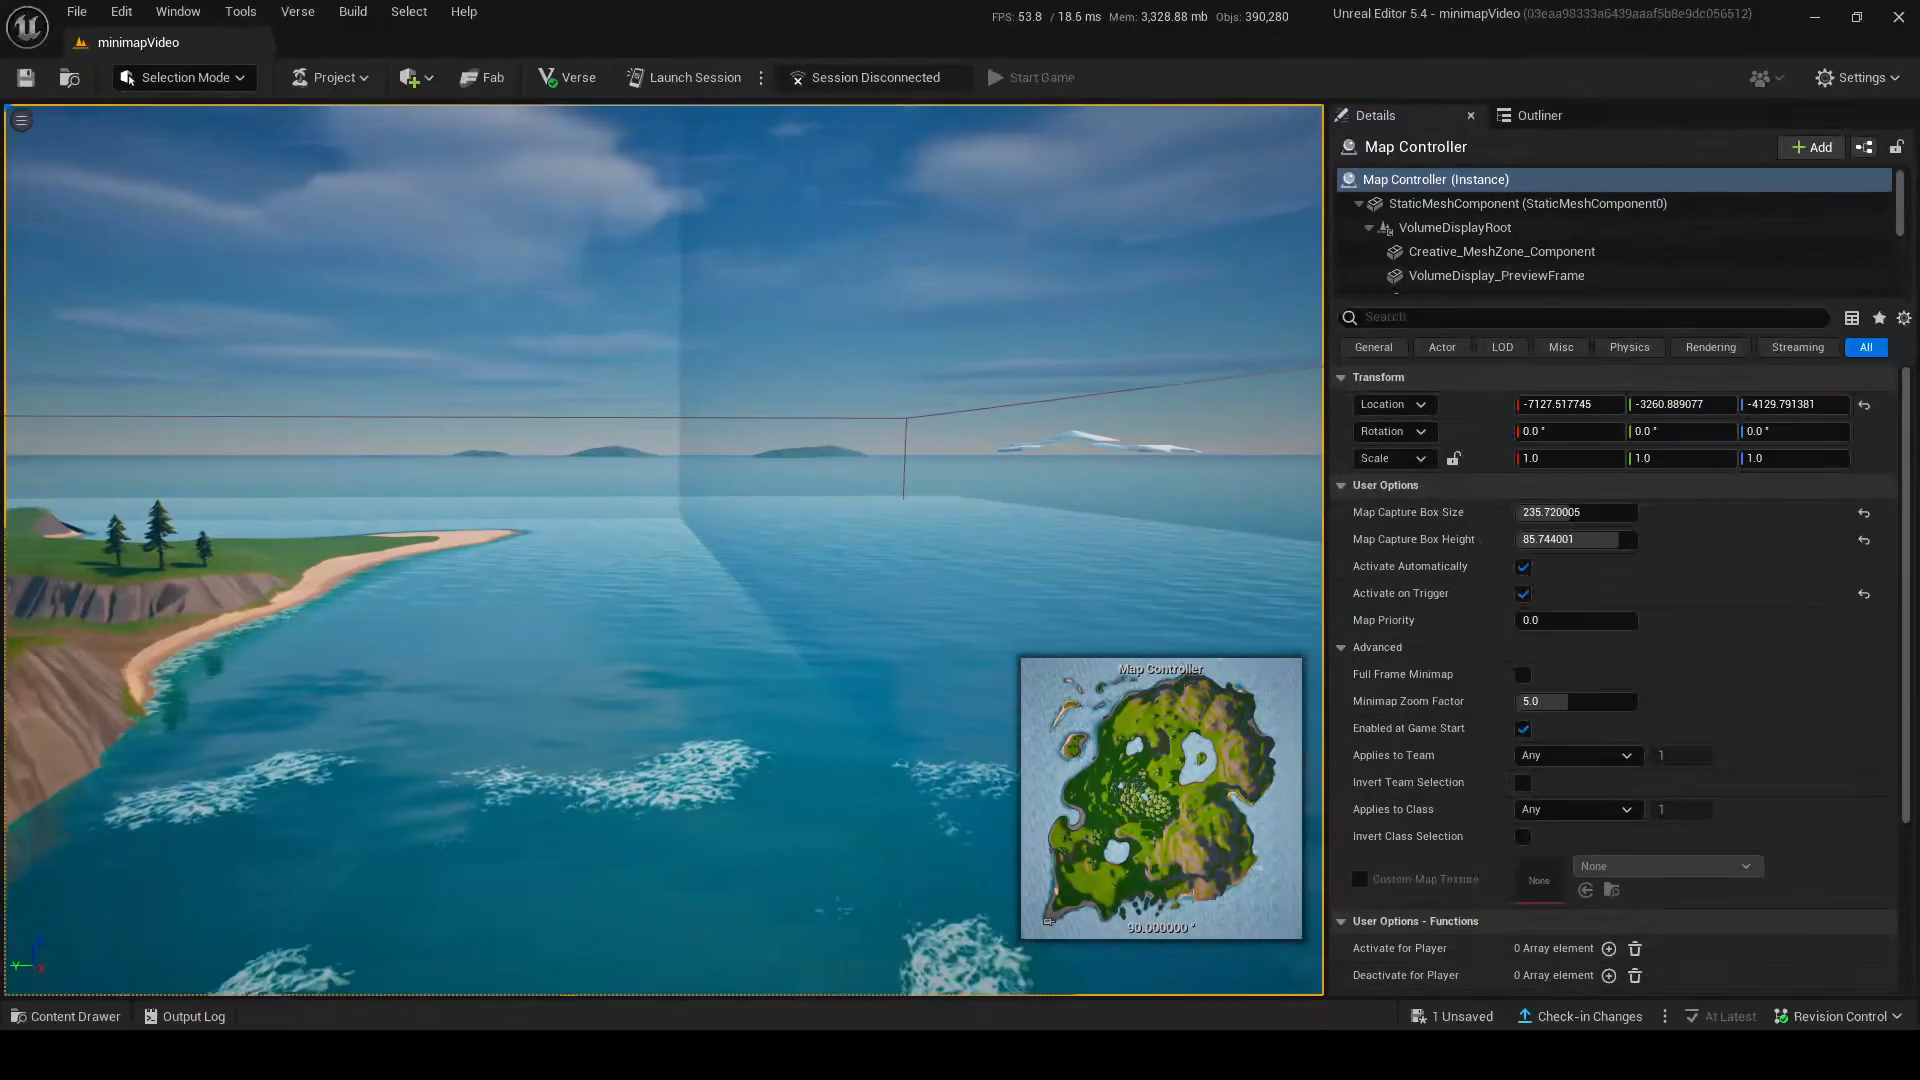 File Edit Window Tools Verse Build Select Help
FPS: 53.8 / 18.6 ms Mem: 3,328.88 mb Objs: 390,280
Unreal Editor 5.4 - minimapVideo (03eaa98333a6439aaaf5b8e9dc056512)
minimapVideo
Selection Mode Project Fab Verse Launch Session Session Disconnected Start Game Settings
Details Outliner
Map Controller
Add
Map Controller (Instance)
StaticMeshComponent (StaticMeshComponent0)
VolumeDisplayRoot
Creative_MeshZone_Component
VolumeDisplay_PreviewFrame
Search
General Actor LOD Misc Physics Rendering Streaming All
Transform
Location -7127.517745 -3260.889077 -4129.791381
Rotation 0.0 ° 0.0 ° 0.0 °
Scale 1.0 1.0 1.0
User Options
Map Capture Box Size 235.720005
Map Capture Box Height 85.744001
Activate Automatically
Activate on Trigger
Map Priority 0.0
Advanced
Full Frame Minimap
Minimap Zoom Factor 5.0
Enabled at Game Start
Applies to Team Any 1
Invert Team Selection
Applies to Class Any 1
Invert Class Selection
Custom Map Texture None None
User Options - Functions
Activate for Player 0 Array element
Deactivate for Player 0 Array element
Map Controller
90.000000 °
Y X
Content Drawer Output Log
1 Unsaved Check-in Changes At Latest Revision Control